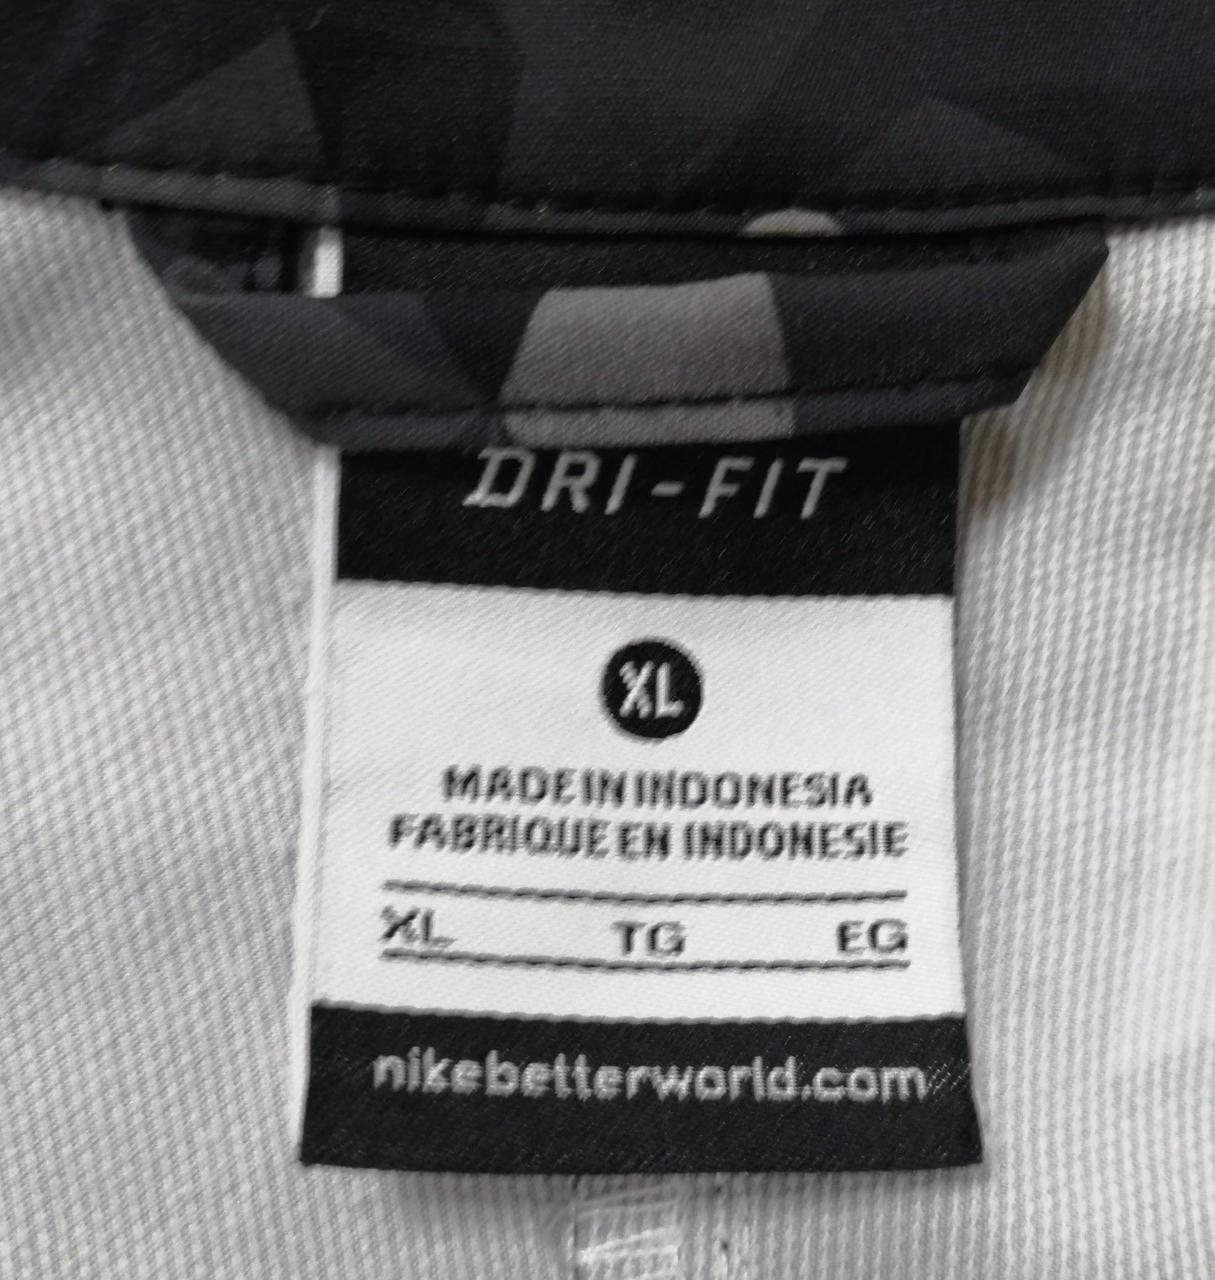 DRI-FIT
XL
MADE IN INDONESIA
FABRIQUE EN INDONESIE
XL TG EG
nikebetterworld.com